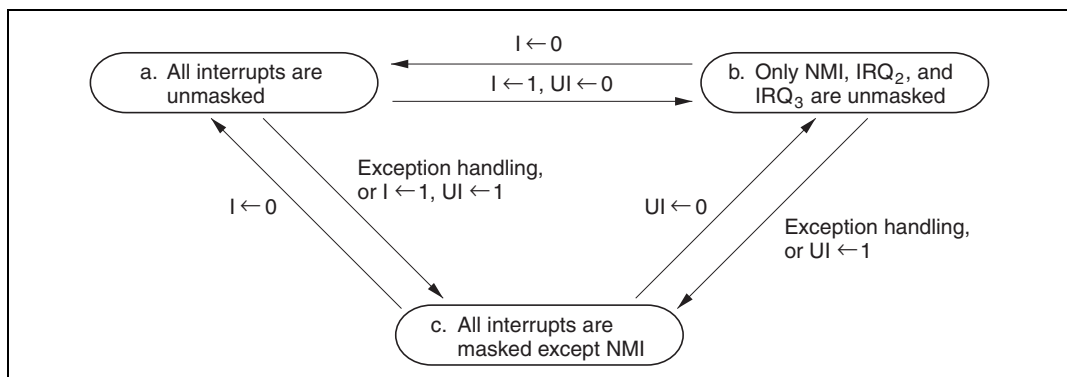 I ← 0
a. All interrupts are
unmasked
I ← 1, UI ← 0
b. Only NMI, IRQ₂, and
IRQ₃ are unmasked
Exception handling,
or I ← 1, UI ← 1
I ← 0
UI ← 0
Exception handling,
or UI ← 1
c. All interrupts are
masked except NMI